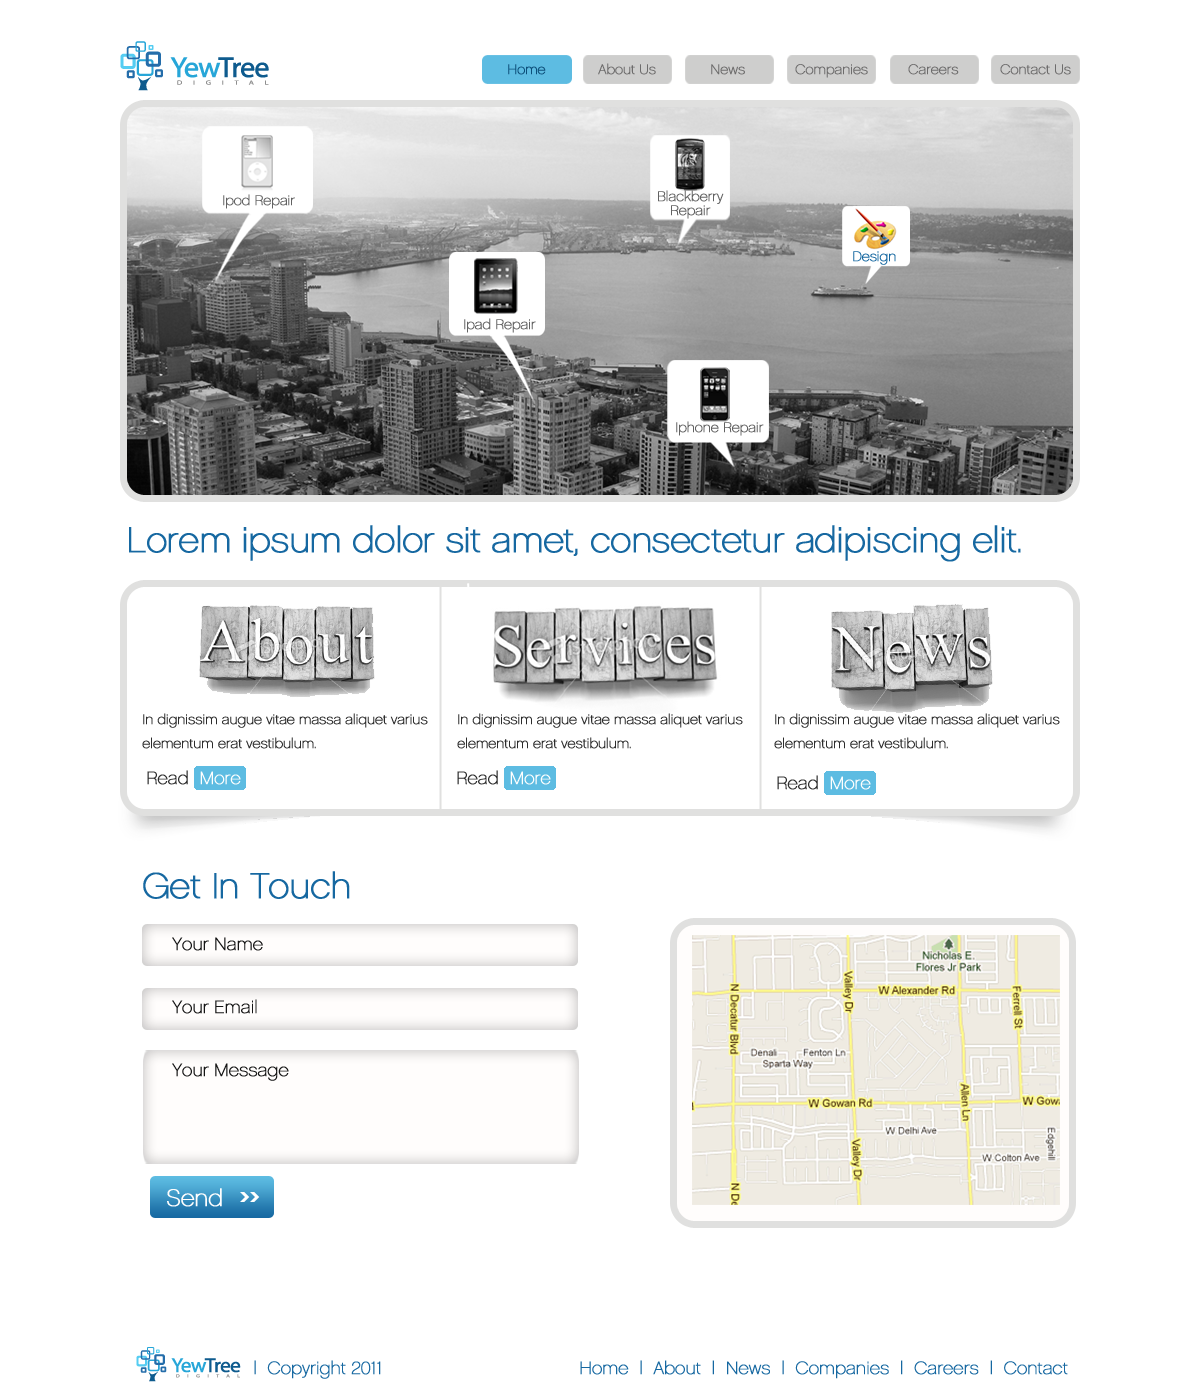 YewTree
DIGITAL
Home
About Us
News
Companies
Careers
Contact Us
Ipod Repair
Blackberry
Repair
Design
Ipad Repair
Iphone Repair
Lorem ipsum dolor sit amet, consectetur adipiscing elit.
About
In dignissim augue vitae massa aliquet varius
elementum erat vestibulum.
Read More
Services
In dignissim augue vitae massa aliquet varius
elementum erat vestibulum.
Read More
News
In dignissim augue vitae massa aliquet varius
elementum erat vestibulum.
Read More
Get In Touch
Your Name
Your Email
Your Message
Send >>
Nicholas E.
Flores Jr Park
W Alexander Rd
N Decatur Blvd
Valley Dr
Ferrell St
Denali
Fenton Ln
Sparta Way
W Gowan Rd
Allen Ln
W Gowa
W Delhi Ave
Edgehill
Valley Dr
W Colton Ave
N Dc
YewTree
DIGITAL
| Copyright 2011
Home | About | News | Companies | Careers | Contact